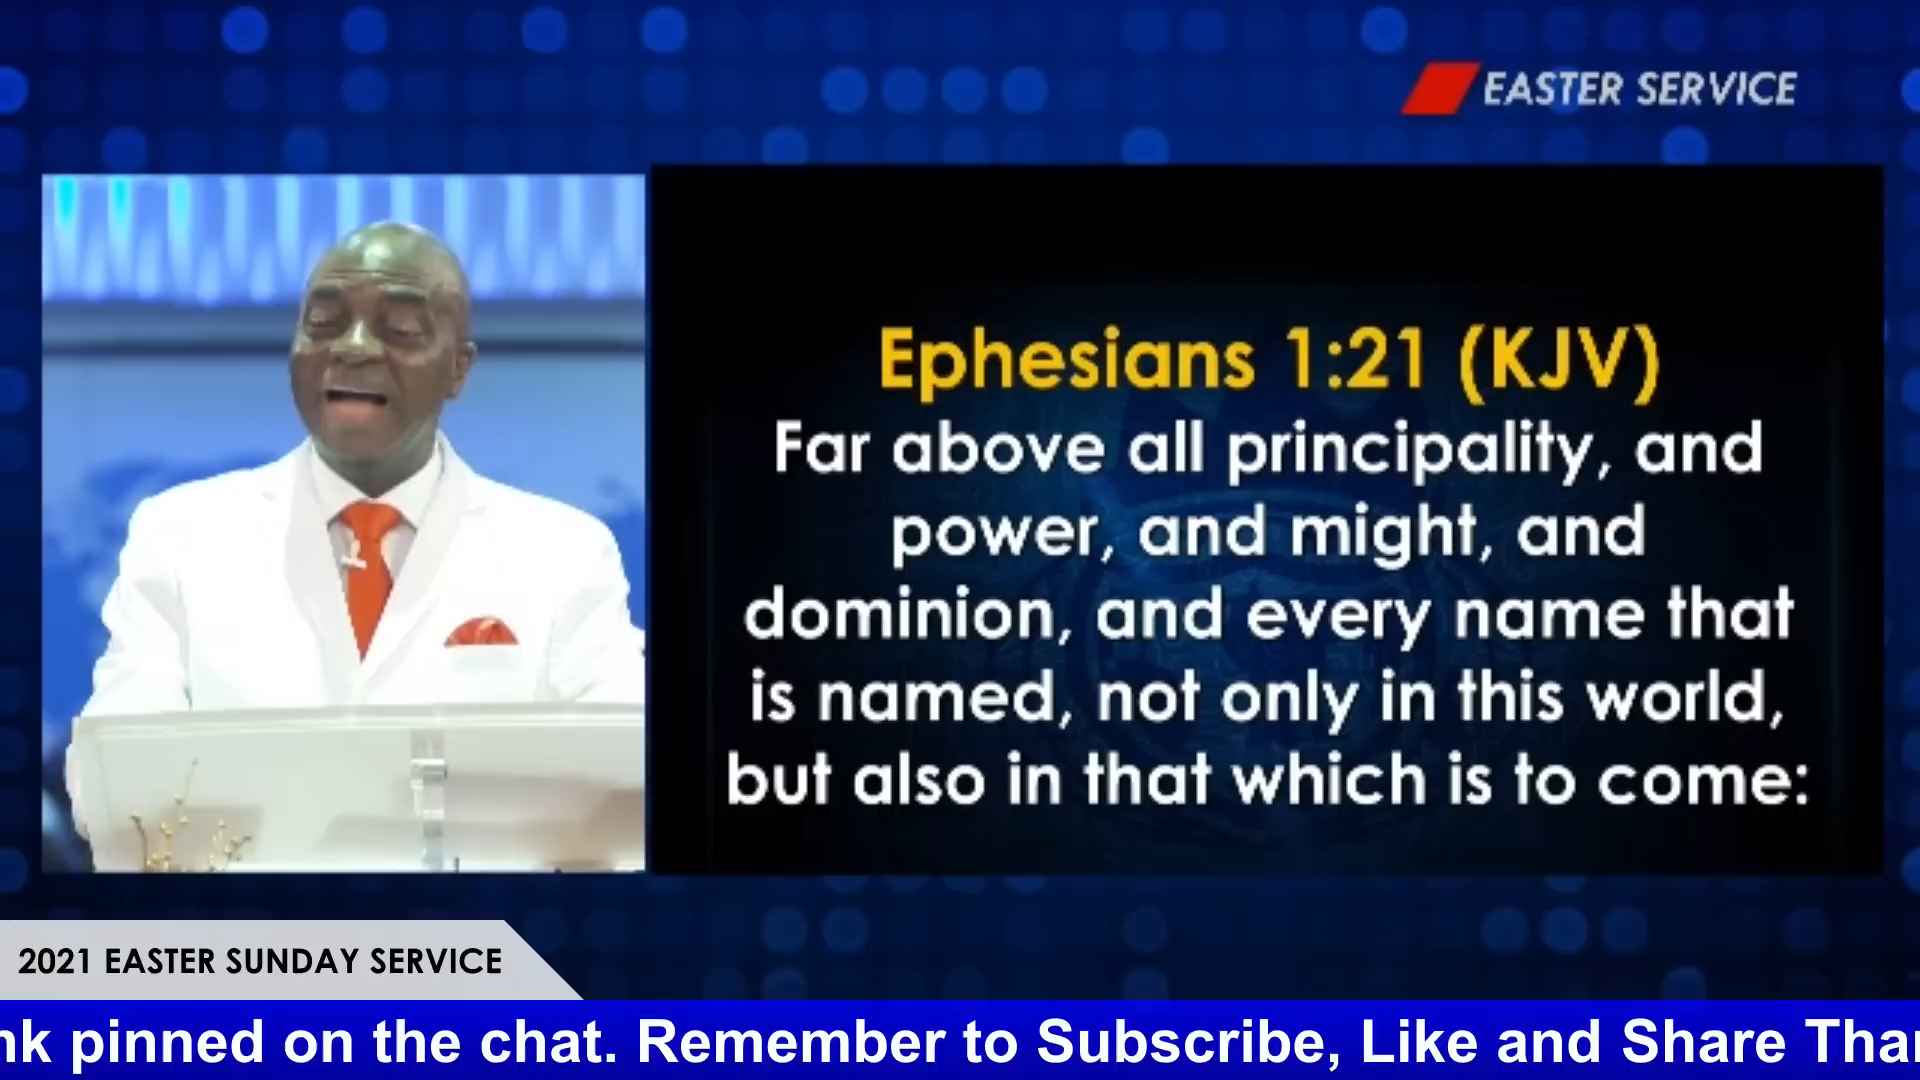 EASTER SERVICE
Ephesians 1:21 (KJV)
Far above all principality, and
power, and might, and
dominion, and every name that
is named, not only in this world,
but also in that which is to come:
2021 EASTER SUNDAY SERVICE
pinned on the chat. Remember to Subscribe, Like and Share